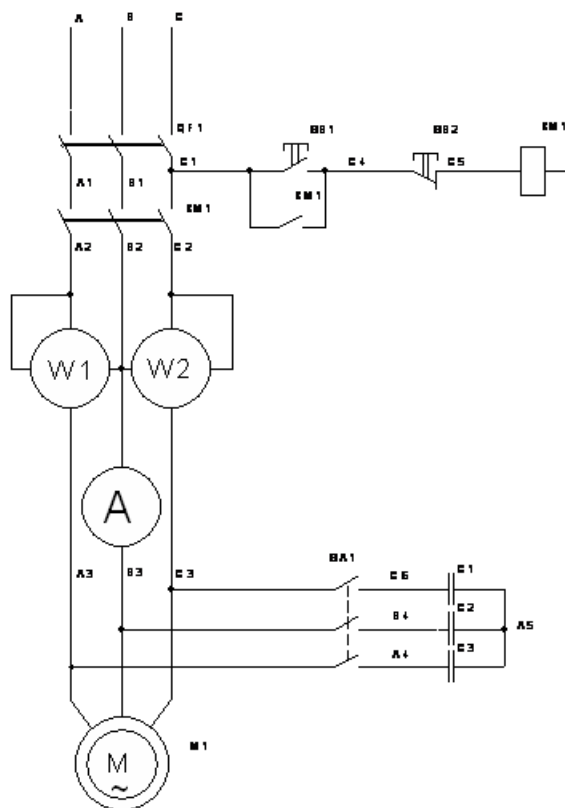 A B C
QF1 SB1 SB2 KM1
C1 C4 C5
A1 B1 KM1
KM1
A2 B2 C2
W1 W2
A
SA1 C6 C1
A3 B3 C3
B4 C2
A5
A4 C3
M1
M
~